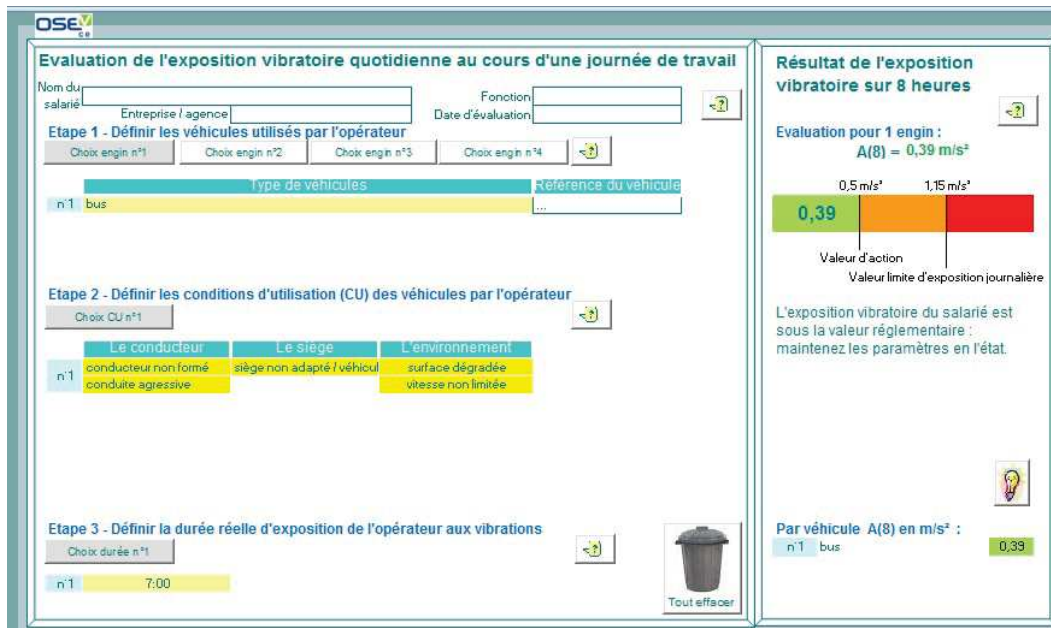 OSEV
ce
Evaluation de l'exposition vibratoire quotidienne au cours d'une journée de travail
Nom du
salarié
Fonction
Entreprise / agence
Date d'évaluation
Etape 1 - Définir les véhicules utilisés par l'opérateur
Choix engin n°1
Choix engin n°2
Choix engin n°3
Choix engin n°4
Type de véhicules
Référence du véhicule
n°1
bus
...
Etape 2 - Définir les conditions d'utilisation (CU) des véhicules par l'opérateur
Choix CU n°1
Le conducteur
Le siège
L'environnement
n°1
conducteur non formé
siège non adapté / véhicul
surface dégradée
conduite agressive
vitesse non limitée
Etape 3 - Définir la durée réelle d'exposition de l'opérateur aux vibrations
Choix durée n°1
n°1
7:00
Tout effacer
Résultat de l'exposition
vibratoire sur 8 heures
Evaluation pour 1 engin :
A(8) = 0,39 m/s²
0,5 m/s²
1,15 m/s²
0,39
Valeur d'action
Valeur limite d'exposition journalière
L'exposition vibratoire du salarié est
sous la valeur réglementaire :
maintenez les paramètres en l'état.
Par véhicule A(8) en m/s² :
n°1
bus
0,39